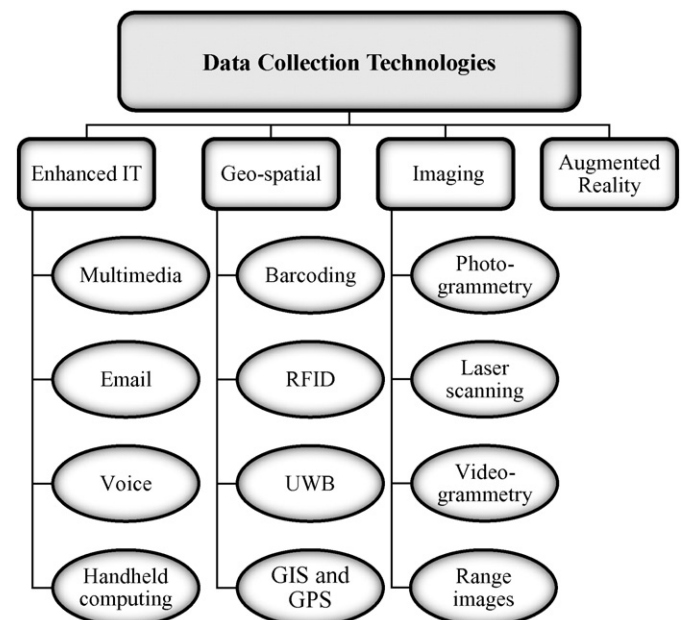 Data Collection Technologies
Enhanced IT
Geo-spatial
Imaging
Augmented
Reality
Multimedia
Barcoding
Photo-
grammetry
Email
RFID
Laser
scanning
Voice
UWB
Video-
grammetry
Handheld
computing
GIS and
GPS
Range
images